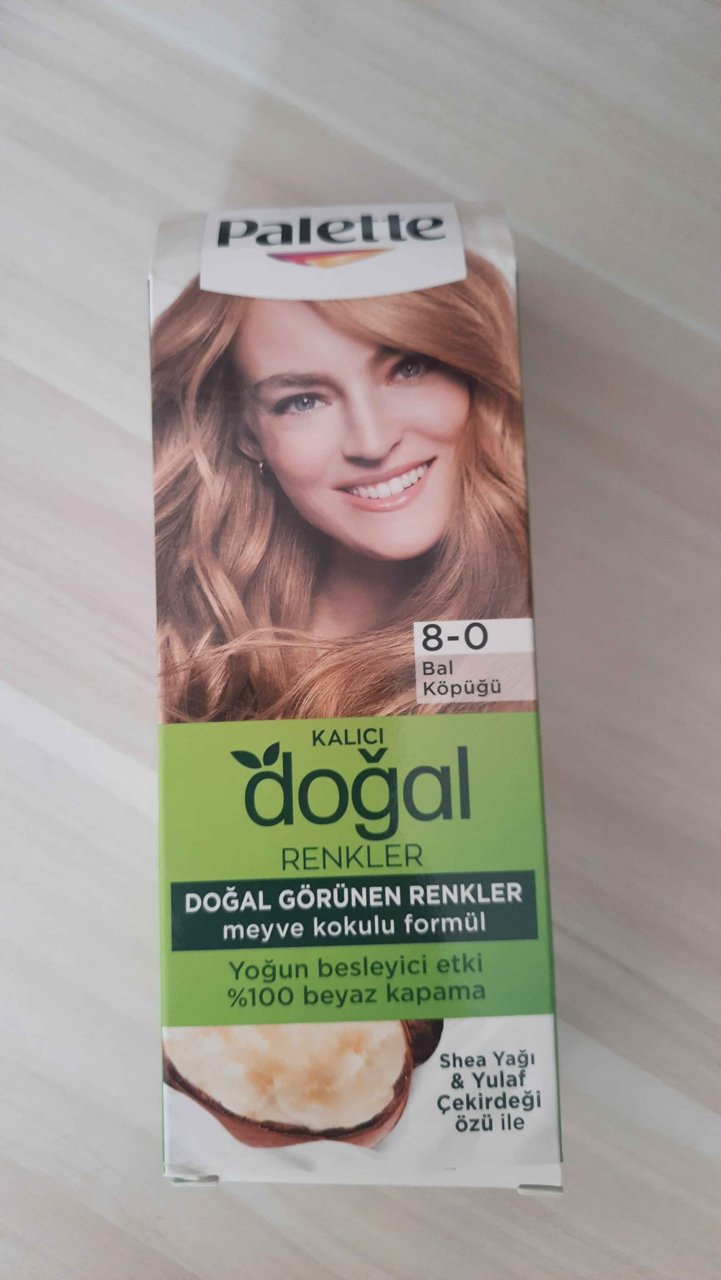 Palette
8-0
Bal
Köpüğü
KALICI
doğal
RENKLER
DOĞAL GÖRÜNEN RENKLER
meyve kokulu formül
Yoğun besleyici etki
%100 beyaz kapama
Shea Yağı
& Yulaf
Çekirdeği
özü ile